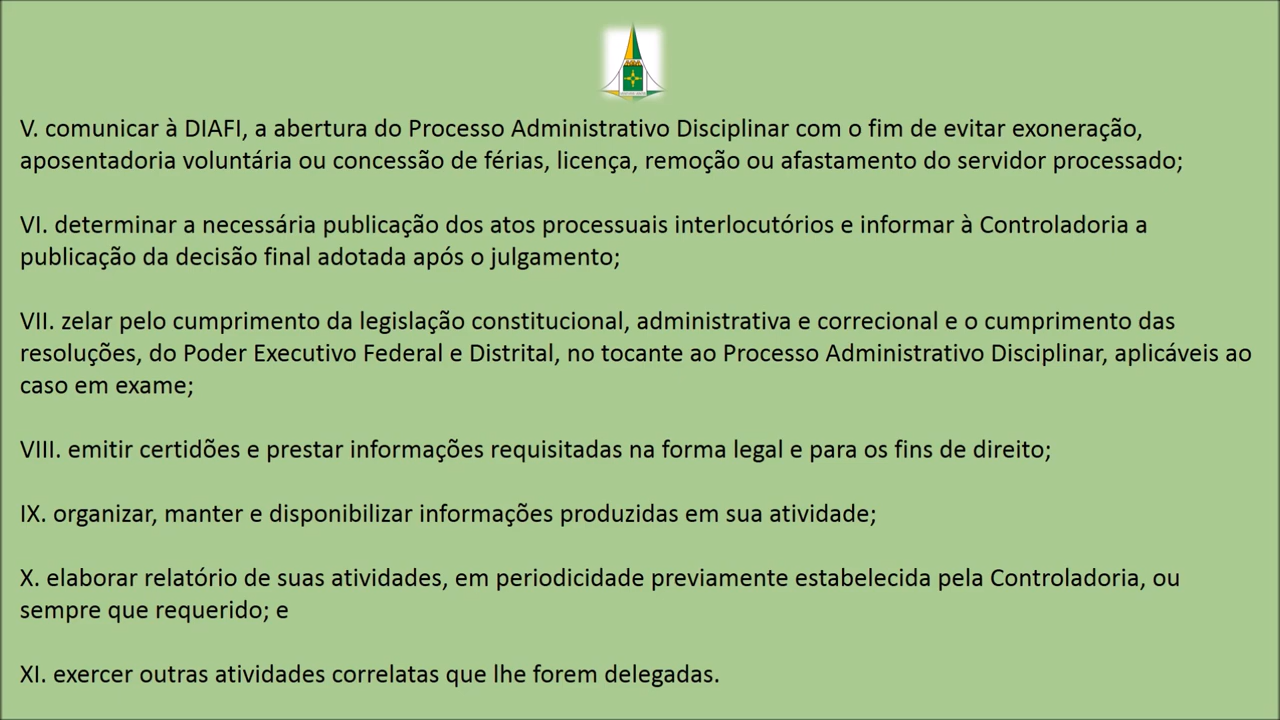 V. comunicar à DIAFI, a abertura do Processo Administrativo Disciplinar com o fim de evitar exoneração,
aposentadoria voluntária ou concessão de férias, licença, remoção ou afastamento do servidor processado;
VI. determinar a necessária publicação dos atos processuais interlocutórios e informar à Controladoria a
publicação da decisão final adotada após o julgamento;
VII. zelar pelo cumprimento da legislação constitucional, administrativa e correcional e o cumprimento das
resoluções, do Poder Executivo Federal e Distrital, no tocante ao Processo Administrativo Disciplinar, aplicáveis ao
caso em exame;
VIII. emitir certidões e prestar informações requisitadas na forma legal e para os fins de direito;
IX. organizar, manter e disponibilizar informações produzidas em sua atividade;
X. elaborar relatório de suas atividades, em periodicidade previamente estabelecida pela Controladoria, ou
sempre que requerido; e
XI. exercer outras atividades correlatas que lhe forem delegadas.